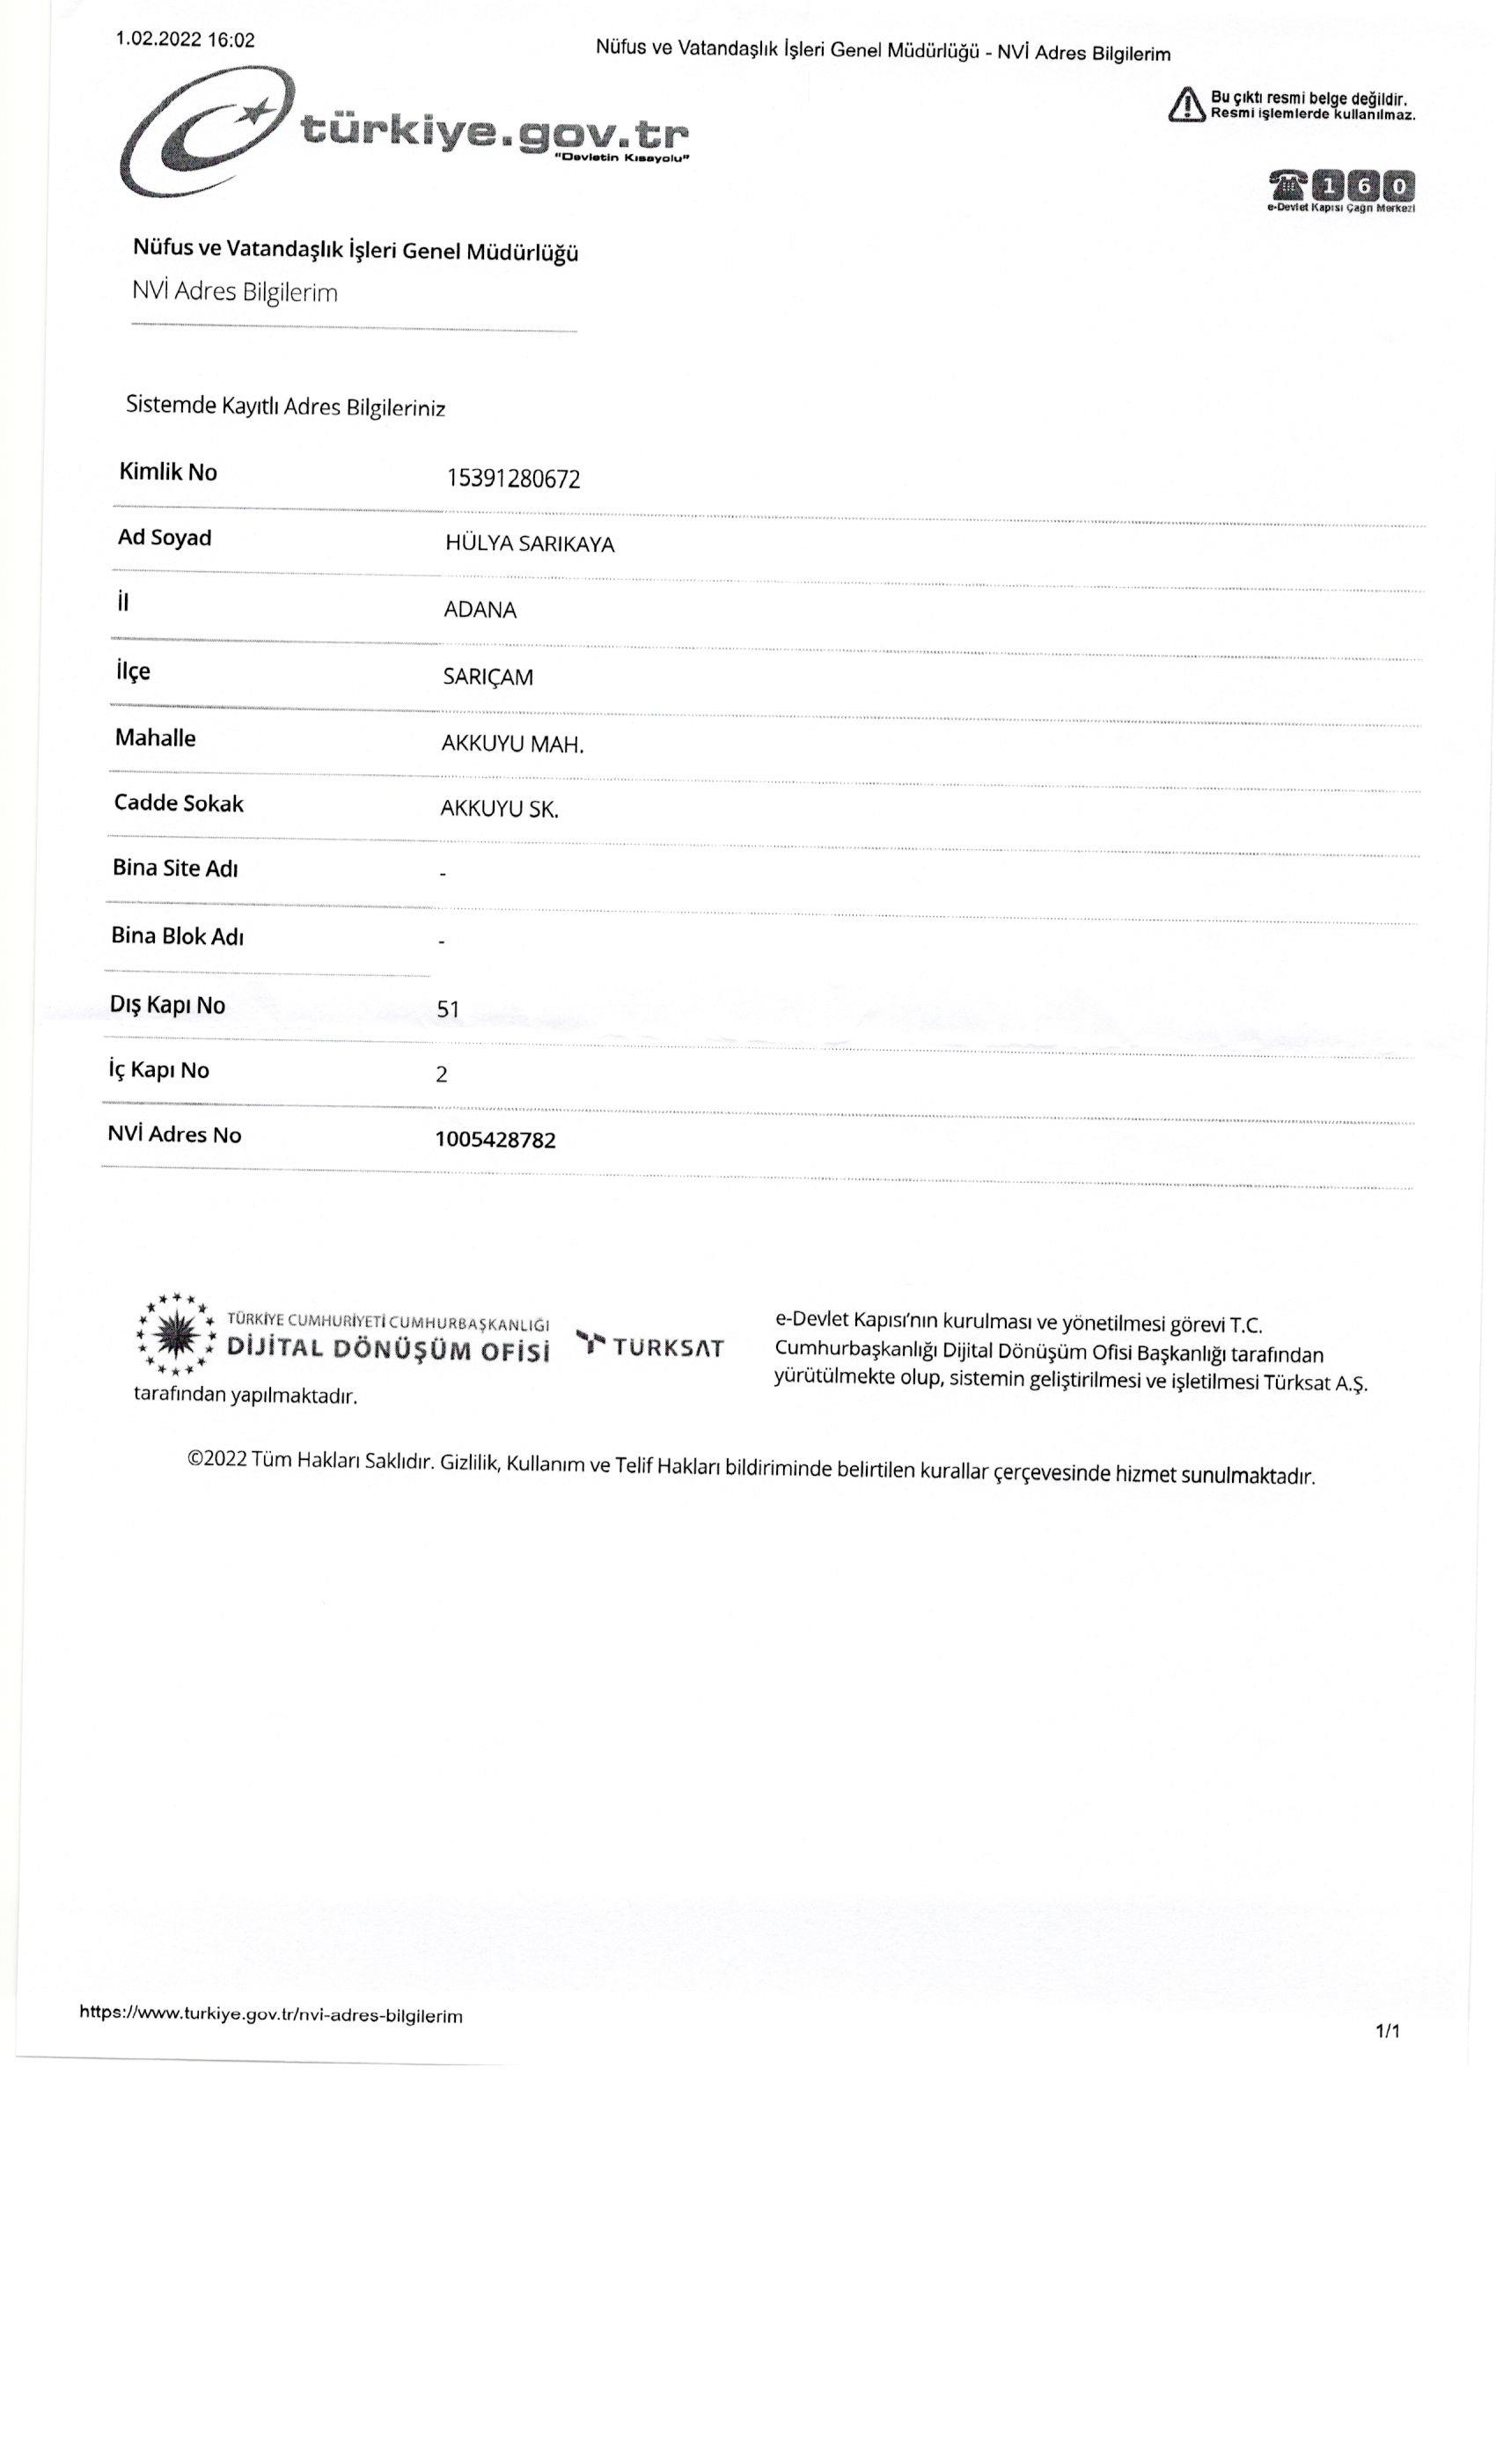 1.02.2022 16:02
Nüfus ve Vatandaşlık İşleri Genel Müdürlüğü - NVİ Adres Bilgilerim
türkiye.gov.tr
"Devletin Kısayolu"
Bu çıktı resmi belge değildir.
Resmi işlemlerde kullanılmaz.
160
e-Devlet Kapısı Çağrı Merkezi
Nüfus ve Vatandaşlık İşleri Genel Müdürlüğü
NVİ Adres Bilgilerim
Sistemde Kayıtlı Adres Bilgileriniz
Kimlik No 15391280672
Ad Soyad HÜLYA SARIKAYA
İl ADANA
İlçe SARIÇAM
Mahalle AKKUYU MAH.
Cadde Sokak AKKUYU SK.
Bina Site Adı -
Bina Blok Adı -
Dış Kapı No 51
İç Kapı No 2
NVİ Adres No 1005428782
TÜRKİYE CUMHURİYETİ CUMHURBAŞKANLIĞI
DİJİTAL DÖNÜŞÜM OFİSİ
TURKSAT
e-Devlet Kapısı’nın kurulması ve yönetilmesi görevi T.C.
Cumhurbaşkanlığı Dijital Dönüşüm Ofisi Başkanlığı tarafından
yürütülmekte olup, sistemin geliştirilmesi ve işletilmesi Türksat A.Ş.
tarafından yapılmaktadır.
©2022 Tüm Hakları Saklıdır. Gizlilik, Kullanım ve Telif Hakları bildiriminde belirtilen kurallar çerçevesinde hizmet sunulmaktadır.
https://www.turkiye.gov.tr/nvi-adres-bilgilerim
1/1